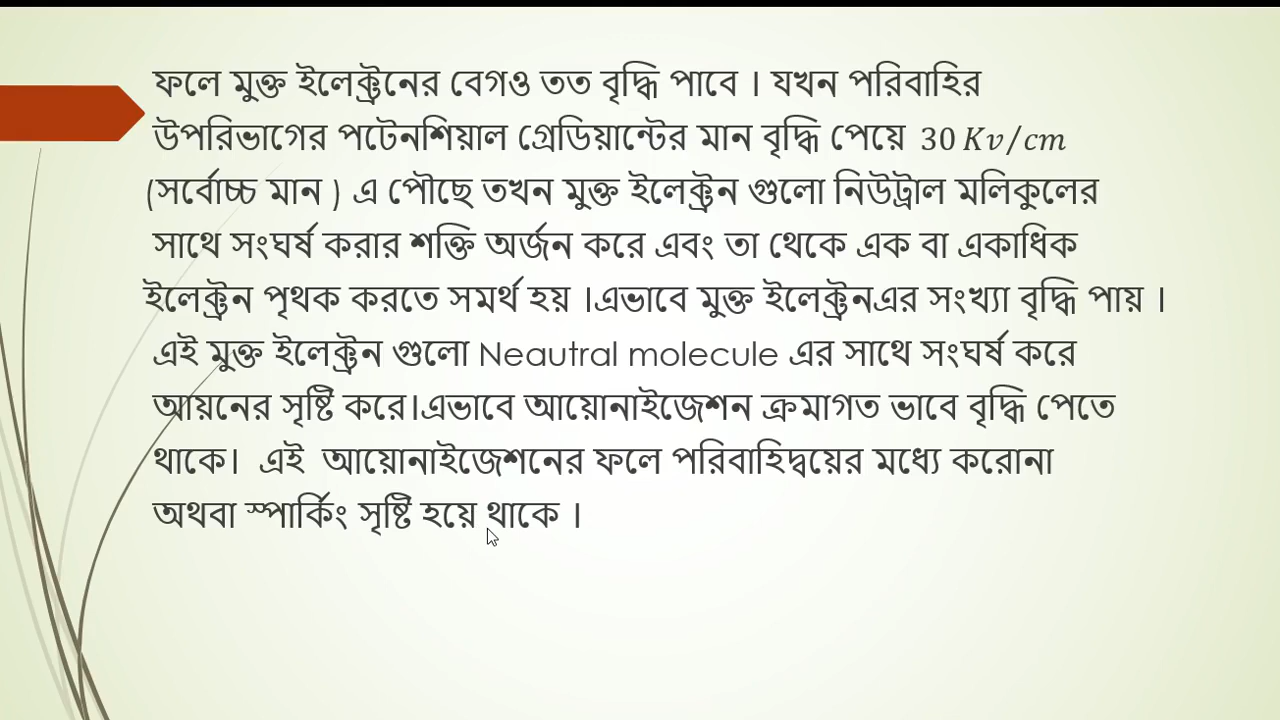 ফলে মুক্ত ইলেক্ট্রনের বেগও তত বৃদ্ধি পাবে । যখন পরিবাহির
উপরিভাগের পটেনশিয়াল গ্রেডিয়ান্টের মান বৃদ্ধি পেয়ে 30 Kv/cm
(সর্বোচ্চ মান ) এ পৌছে তখন মুক্ত ইলেক্ট্রন গুলো নিউট্রাল মলিকুলের
সাথে সংঘর্ষ করার শক্তি অর্জন করে এবং তা থেকে এক বা একাধিক
ইলেক্ট্রন পৃথক করতে সমর্থ হয় ।এভাবে মুক্ত ইলেক্ট্রনএর সংখ্যা বৃদ্ধি পায় ।
এই মুক্ত ইলেক্ট্রন গুলো Neautral molecule এর সাথে সংঘর্ষ করে
আয়নের সৃষ্টি করে।এভাবে আয়োনাইজেশন ক্রমাগত ভাবে বৃদ্ধি পেতে
থাকে। এই আয়োনাইজেশনের ফলে পরিবাহিদ্বয়ের মধ্যে করোনা
অথবা স্পার্কিং সৃষ্টি হয়ে থাকে ।